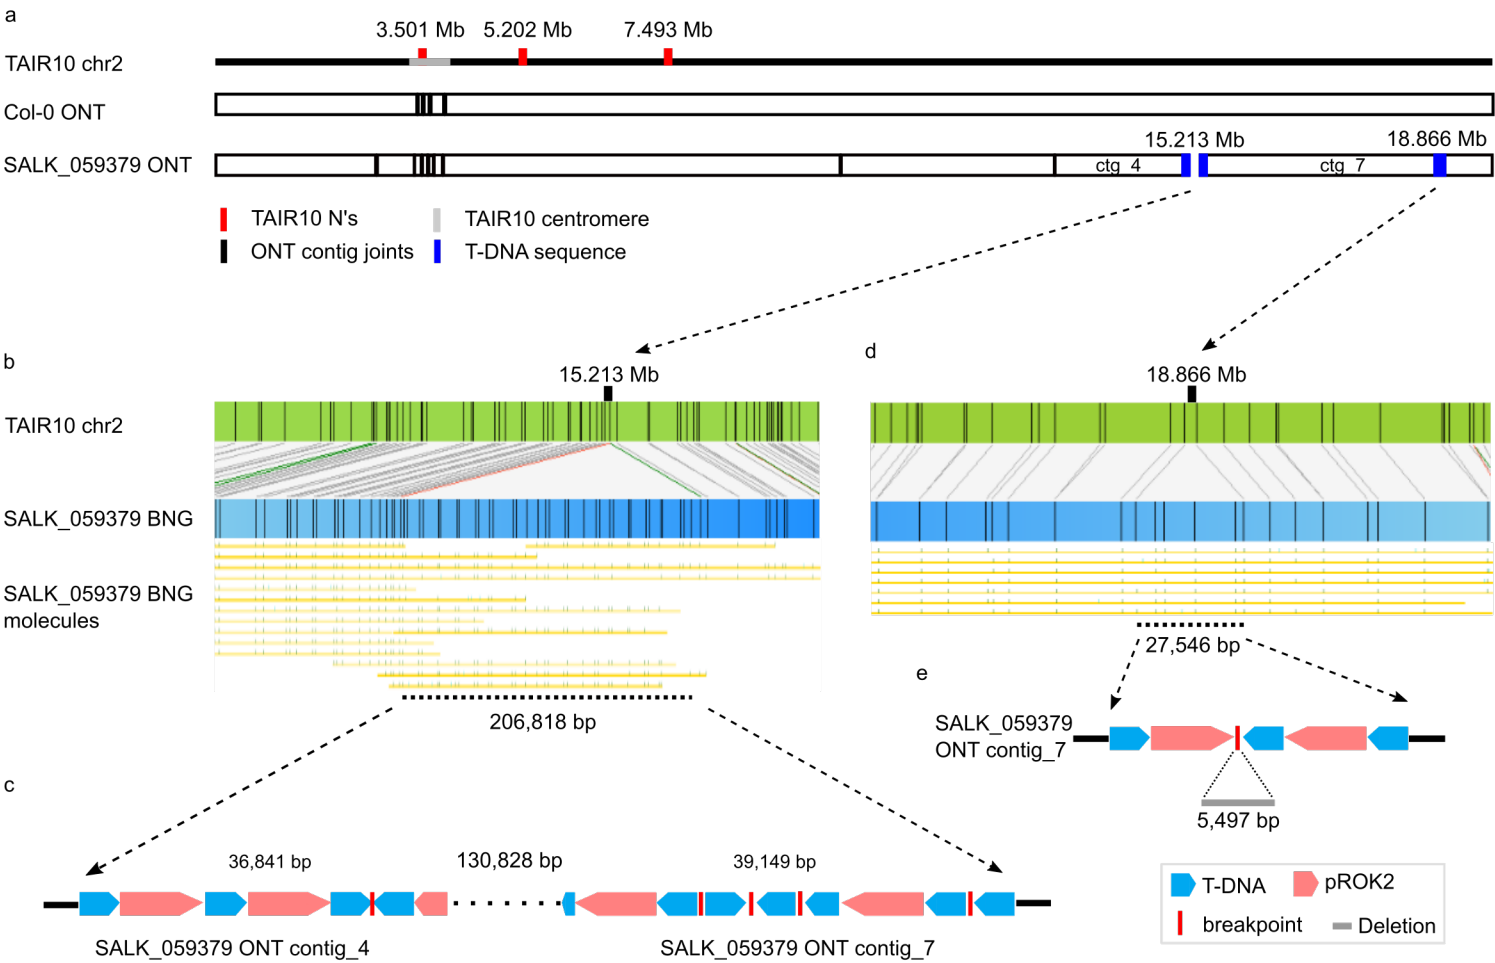 a
3.501 Mb 5.202 Mb 7.493 Mb
TAIR10 chr2
Col-0 ONT
15.213 Mb 18.866 Mb
SALK_059379 ONT ctg_4 ctg_7
TAIR10 N's TAIR10 centromere
ONT contig joints T-DNA sequence
b
15.213 Mb
TAIR10 chr2
SALK_059379 BNG
SALK_059379 BNG
molecules
206,818 bp
d
18.866 Mb
27,546 bp
e
SALK_059379
ONT contig_7
5,497 bp
c
36,841 bp 130,828 bp 39,149 bp
SALK_059379 ONT contig_4 SALK_059379 ONT contig_7
T-DNA pROK2
breakpoint Deletion